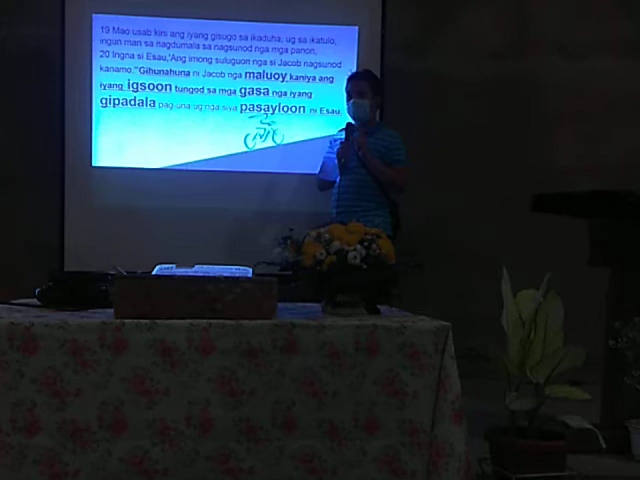 19 Mao usab kini ang iyang gisugo sa ikaduha, ug sa ikatulo,
ingun man sa nagdumala sa nagsunod nga mga panon,
20 Ingna si Esau,'Ang imong suluguon nga si Jacob nagsunod
kanamo."Gihunahuna ni Jacob nga maluoy kaniya ang
iyang igsoon tungod sa mga gasa nga iyang
gipadala pag-una ug nga siya pasayloon ni Esau.